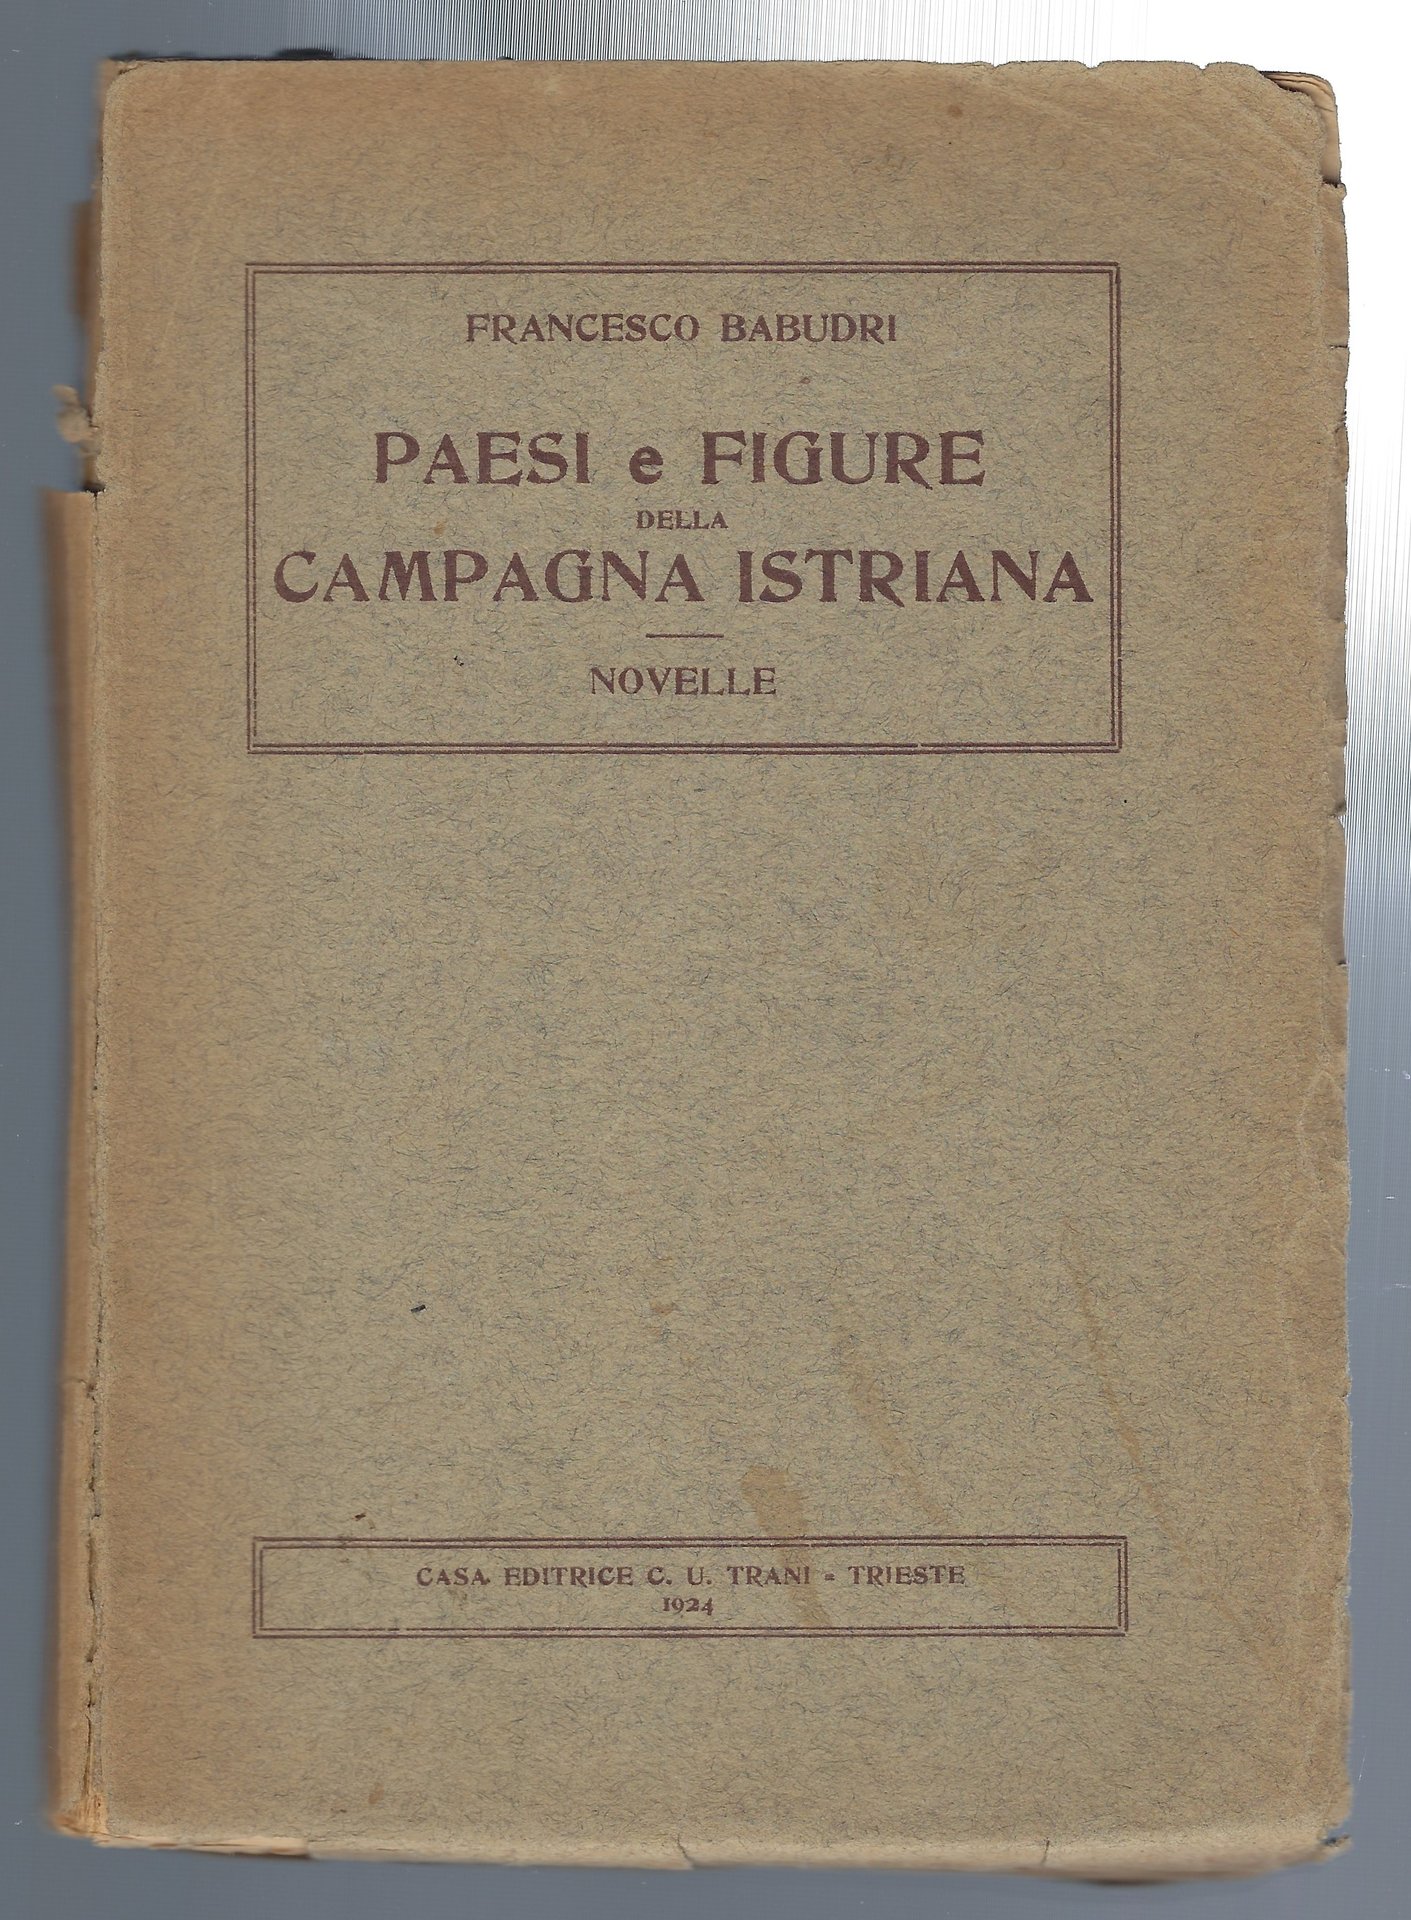 FRANCESCO BABUDRI
PAESI e FIGURE
DELLA
CAMPAGNA ISTRIANA
NOVELLE
CASA EDITRICE C. U. TRANI - TRIESTE
1924